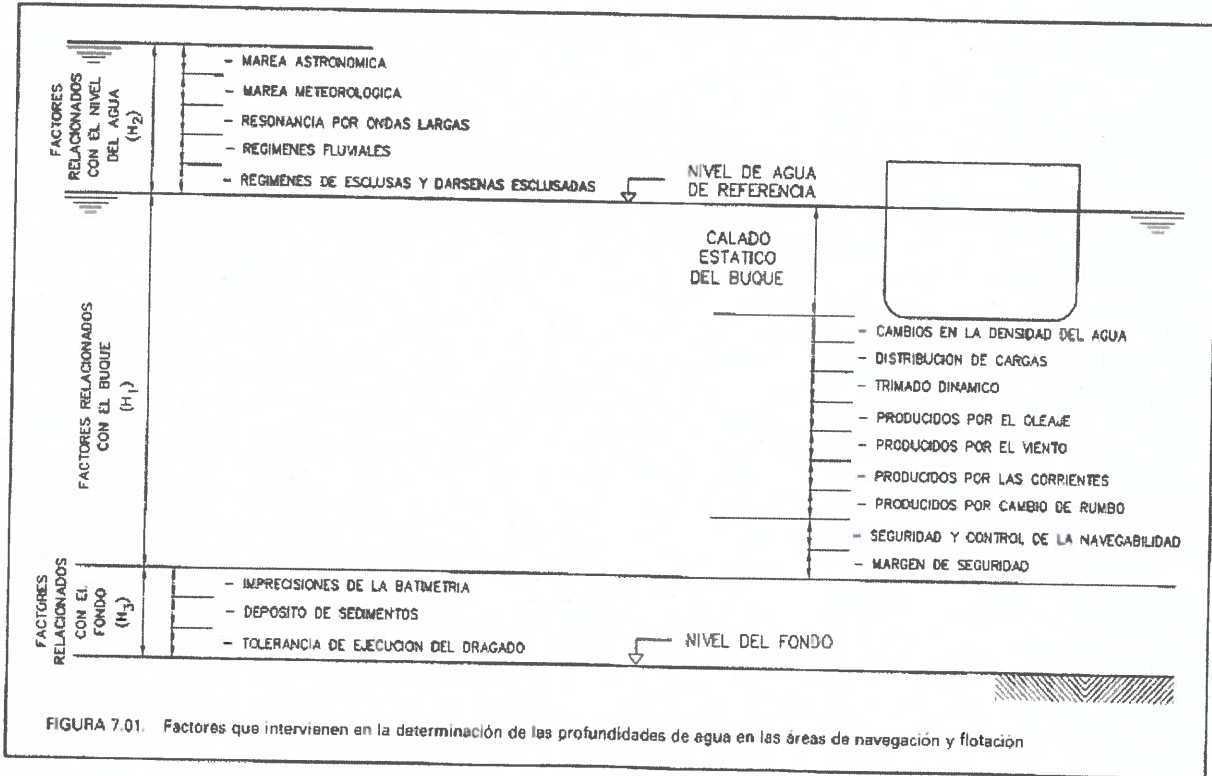 FACTORES
RELACIONADOS
CON EL NIVEL
DEL AGUA
(H2)
- MAREA ASTRONOMICA
- MAREA METEOROLOGICA
- RESONANCIA POR ONDAS LARGAS
- REGIMENES FLUVIALES
- REGIMENES DE ESCLUSAS Y DARSENAS ESCLUSADAS
NIVEL DE AGUA
DE REFERENCIA
FACTORES RELACIONADOS
CON EL BUQUE
(H1)
CALADO
ESTATICO
DEL BUQUE
- CAMBIOS EN LA DENSIDAD DEL AGUA
- DISTRIBUCION DE CARGAS
- TRIMADO DINAMICO
- PRODUCIDOS POR EL OLEAJE
- PRODUCIDOS POR EL VIENTO
- PRODUCIDOS POR LAS CORRIENTES
- PRODUCIDOS POR CAMBIO DE RUMBO
- SEGURIDAD Y CONTROL DE LA NAVEGABILIDAD
- MARGEN DE SEGURIDAD
FACTORES
RELACIONADOS
CON EL
FONDO
(H3)
- IMPRECISIONES DE LA BATIMETRIA
- DEPOSITO DE SEDIMENTOS
- TOLERANCIA DE EJECUCION DEL DRAGADO
NIVEL DEL FONDO
FIGURA 7.01. Factores que intervienen en la determinación de las profundidades de agua en las áreas de navegación y flotación